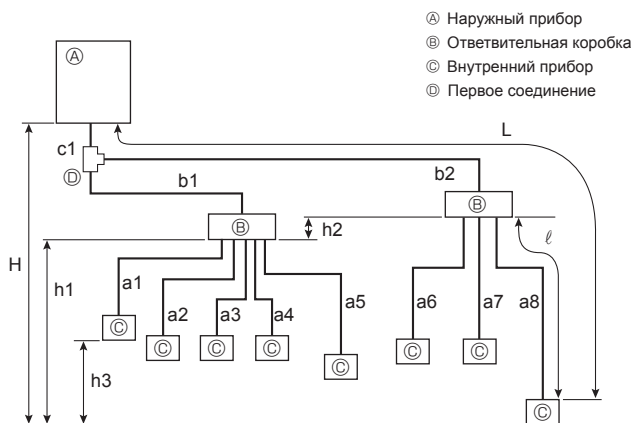 Ⓐ Наружный прибор
Ⓑ Ответвительная коробка
Ⓒ Внутренний прибор
Ⓓ Первое соединение
Ⓐ
L
c1
Ⓓ
b1
b2
Ⓑ
Ⓑ
h2
ℓ
H
h1
a1
a2
a3
a4
a5
a6
a7
a8
Ⓒ
Ⓒ
Ⓒ
Ⓒ
Ⓒ
Ⓒ
Ⓒ
Ⓒ
h3